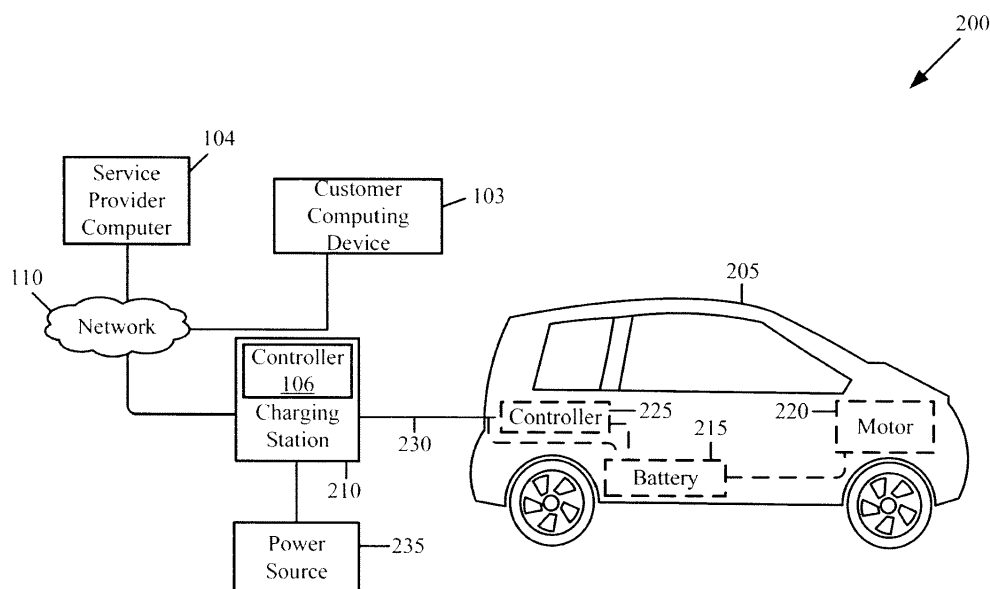 200
104
Service
Provider
Computer
Customer
Computing
Device
103
110
Network
205
Controller
106
Charging
Station
230
Controller
225
220
Motor
215
Battery
210
Power
Source
235